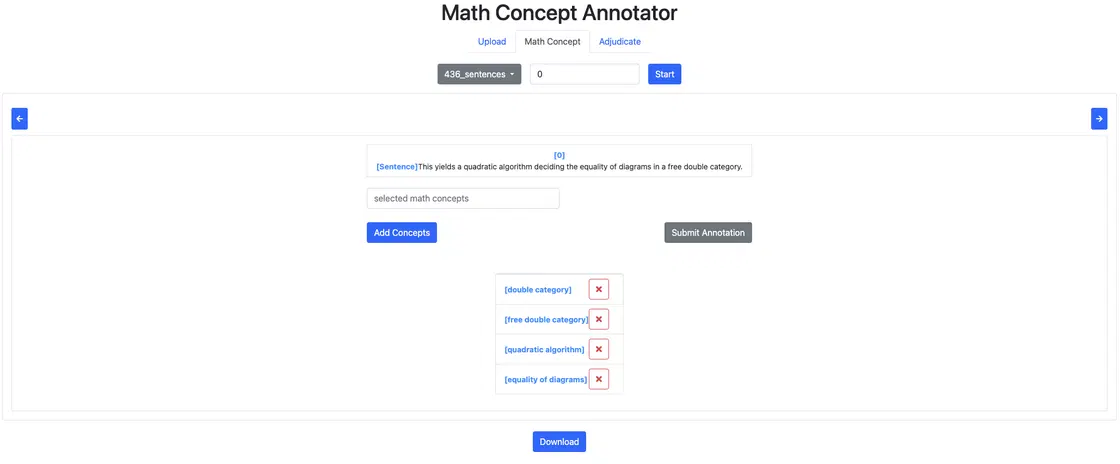 Math Concept Annotator
Upload Math Concept Adjudicate
436_sentences 0 Start
[0]
[Sentence]This yields a quadratic algorithm deciding the equality of diagrams in a free double category.
selected math concepts
Add Concepts Submit Annotation
[double category]
[free double category]
[quadratic algorithm]
[equality of diagrams]
Download